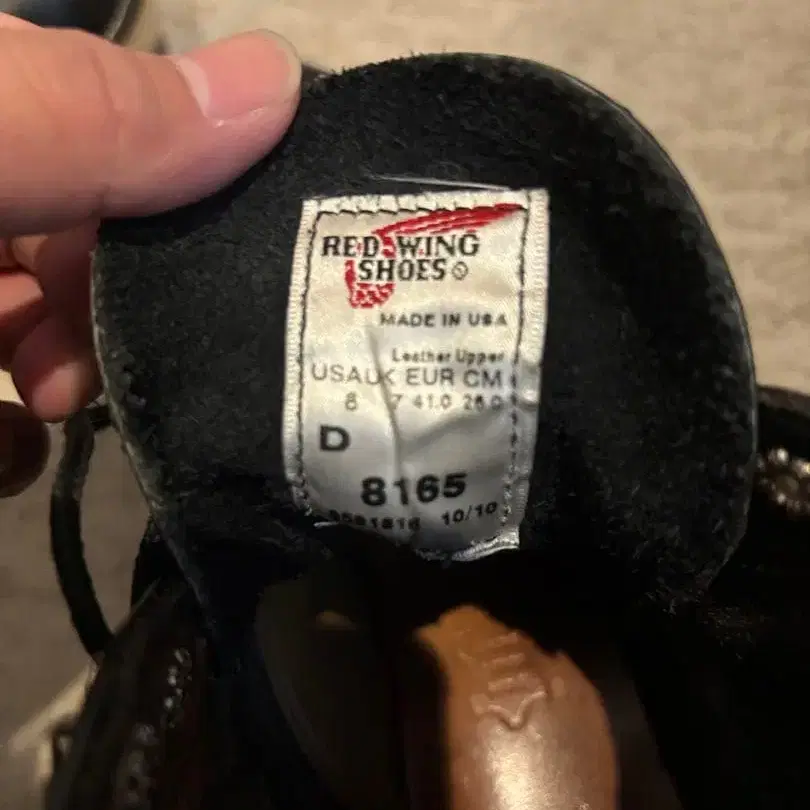 RED WING
SHOES
MADE IN USA
Leather Upper
USA UK EUR CM
8 7 41.0 26.0
D
8165
10/10